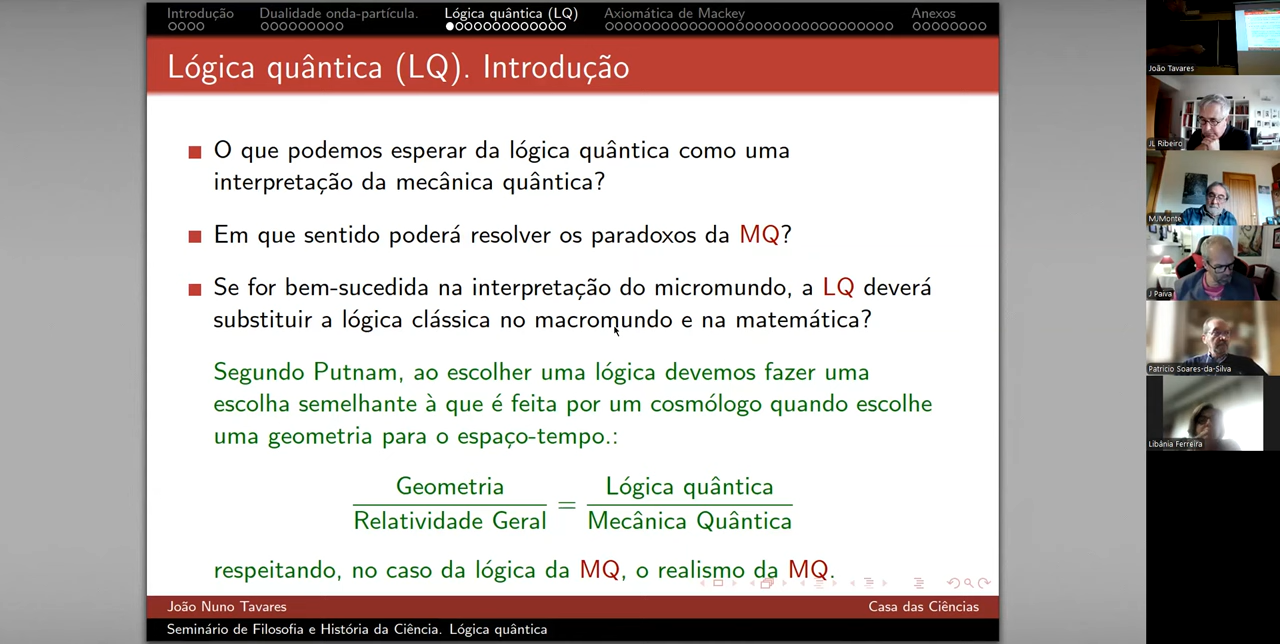 Introdução Dualidade onda-partícula. Lógica quântica (LQ) Axiomática de Mackey Anexos
Lógica quântica (LQ). Introdução
O que podemos esperar da lógica quântica como uma
interpretação da mecânica quântica?
Em que sentido poderá resolver os paradoxos da MQ?
Se for bem-sucedida na interpretação do micromundo, a LQ deverá
substituir a lógica clássica no macromundo e na matemática?
Segundo Putnam, ao escolher uma lógica devemos fazer uma
escolha semelhante à que é feita por um cosmólogo quando escolhe
uma geometria para o espaço-tempo.:
Geometria
Relatividade Geral
=
Lógica quântica
Mecânica Quântica
respeitando, no caso da lógica da MQ, o realismo da MQ.
João Nuno Tavares Casa das Ciências
Seminário de Filosofia e História da Ciência. Lógica quântica
João Tavares
JL Ribeiro
M.JMonte
J Paiva
Patricio Soares-da-Silva
Libânia Ferreira